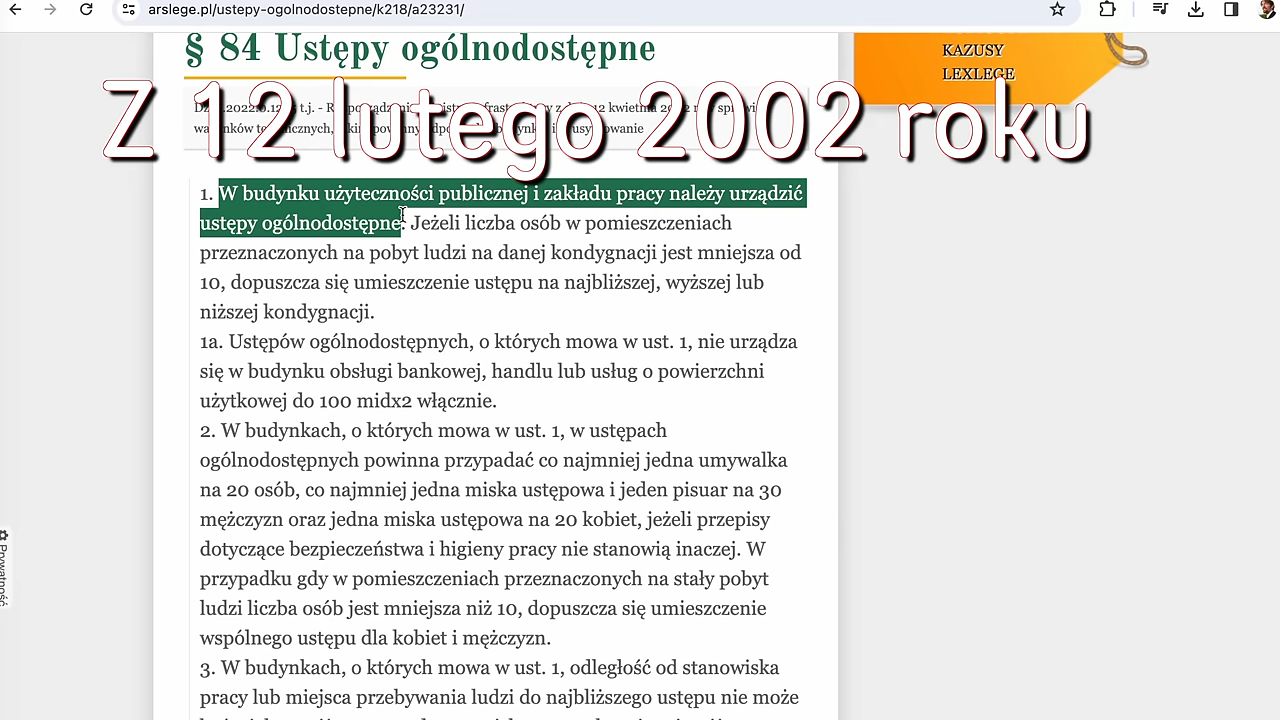 arslege.pl/ustepy-ogolnodostepne/k218/a23231/
§ 84 Ustępy ogólnodostępne
KAZUSY
LEXLEGE
Z 12 lutego 2002 roku
1. W budynku użyteczności publicznej i zakładu pracy należy urządzić
ustępy ogólnodostępne. Jeżeli liczba osób w pomieszczeniach
przeznaczonych na pobyt ludzi na danej kondygnacji jest mniejsza od
10, dopuszcza się umieszczenie ustępu na najbliższej, wyższej lub
niższej kondygnacji.
1a. Ustępów ogólnodostępnych, o których mowa w ust. 1, nie urządza
się w budynku obsługi bankowej, handlu lub usług o powierzchni
użytkowej do 100 midx2 włącznie.
2. W budynkach, o których mowa w ust. 1, w ustępach
ogólnodostępnych powinna przypadać co najmniej jedna umywalka
na 20 osób, co najmniej jedna miska ustępowa i jeden pisuar na 30
mężczyzn oraz jedna miska ustępowa na 20 kobiet, jeżeli przepisy
dotyczące bezpieczeństwa i higieny pracy nie stanowią inaczej. W
przypadku gdy w pomieszczeniach przeznaczonych na stały pobyt
ludzi liczba osób jest mniejsza niż 10, dopuszcza się umieszczenie
wspólnego ustępu dla kobiet i mężczyzn.
3. W budynkach, o których mowa w ust. 1, odległość od stanowiska
pracy lub miejsca przebywania ludzi do najbliższego ustępu nie może
Prywatność